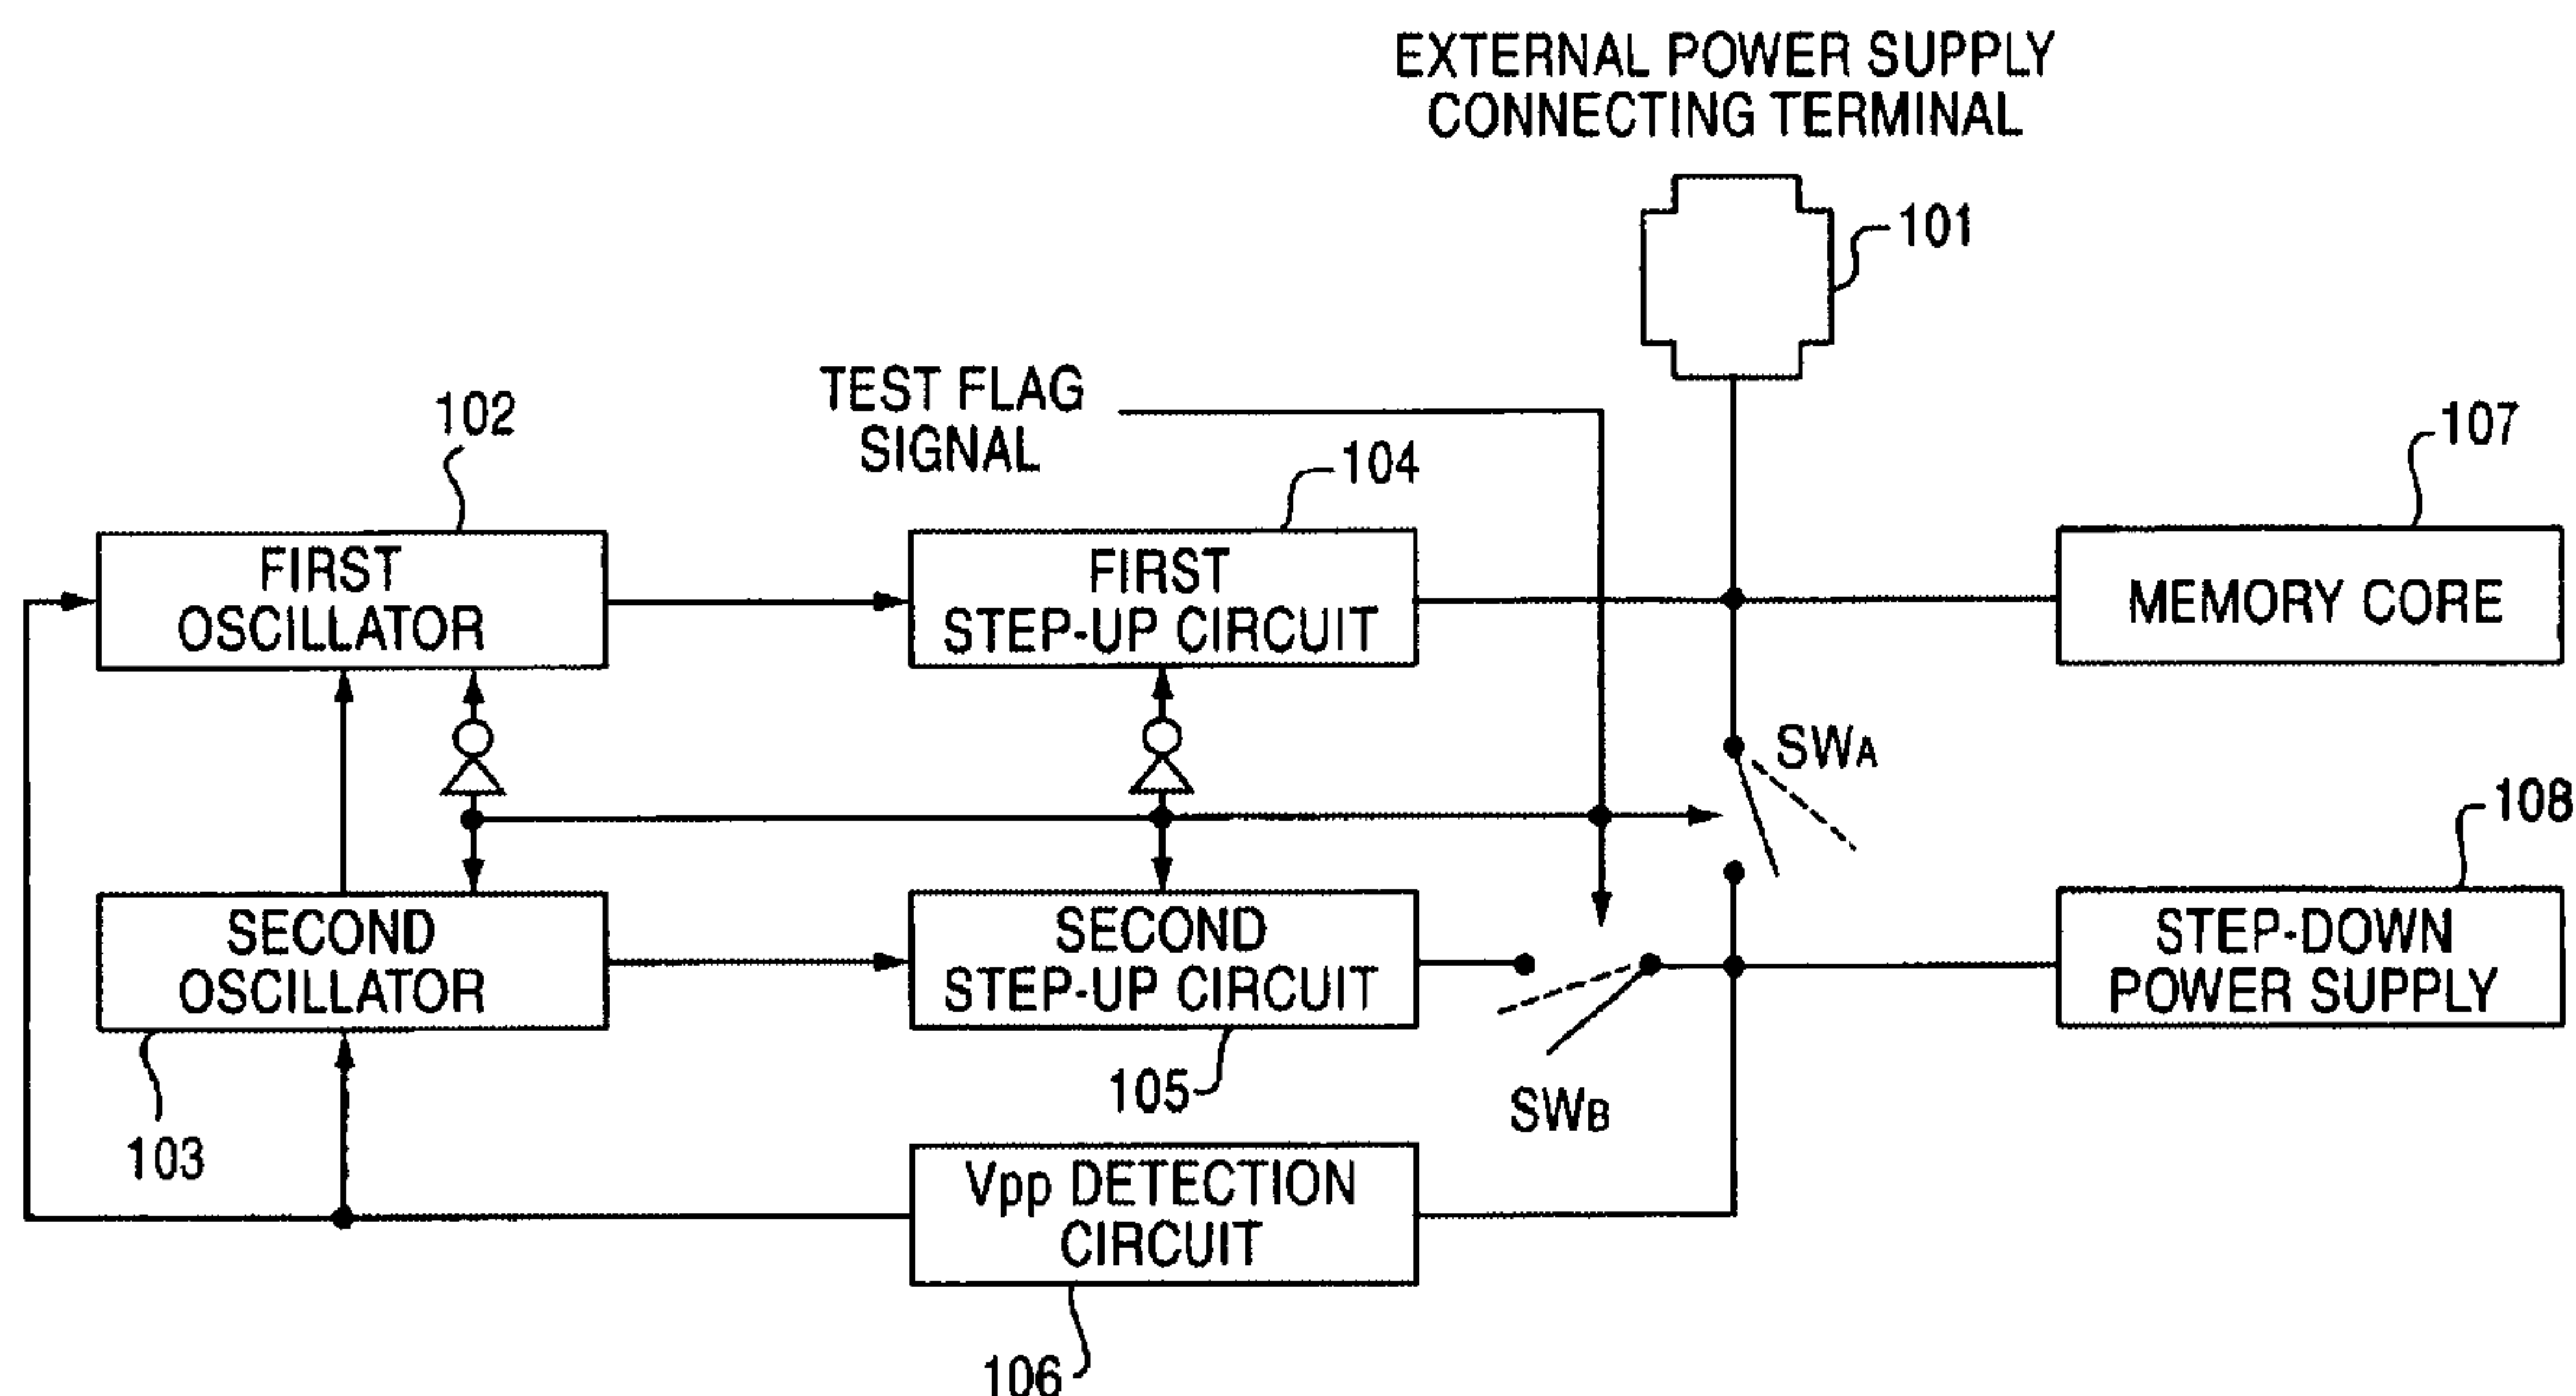 EXTERNAL POWER SUPPLY
CONNECTING TERMINAL
101
TEST FLAG
SIGNAL
102
104
107
FIRST
OSCILLATOR
FIRST
STEP-UP CIRCUIT
MEMORY CORE
SWA
108
SECOND
OSCILLATOR
SECOND
STEP-UP CIRCUIT
STEP-DOWN
POWER SUPPLY
103
105
SWB
Vpp DETECTION
CIRCUIT
106